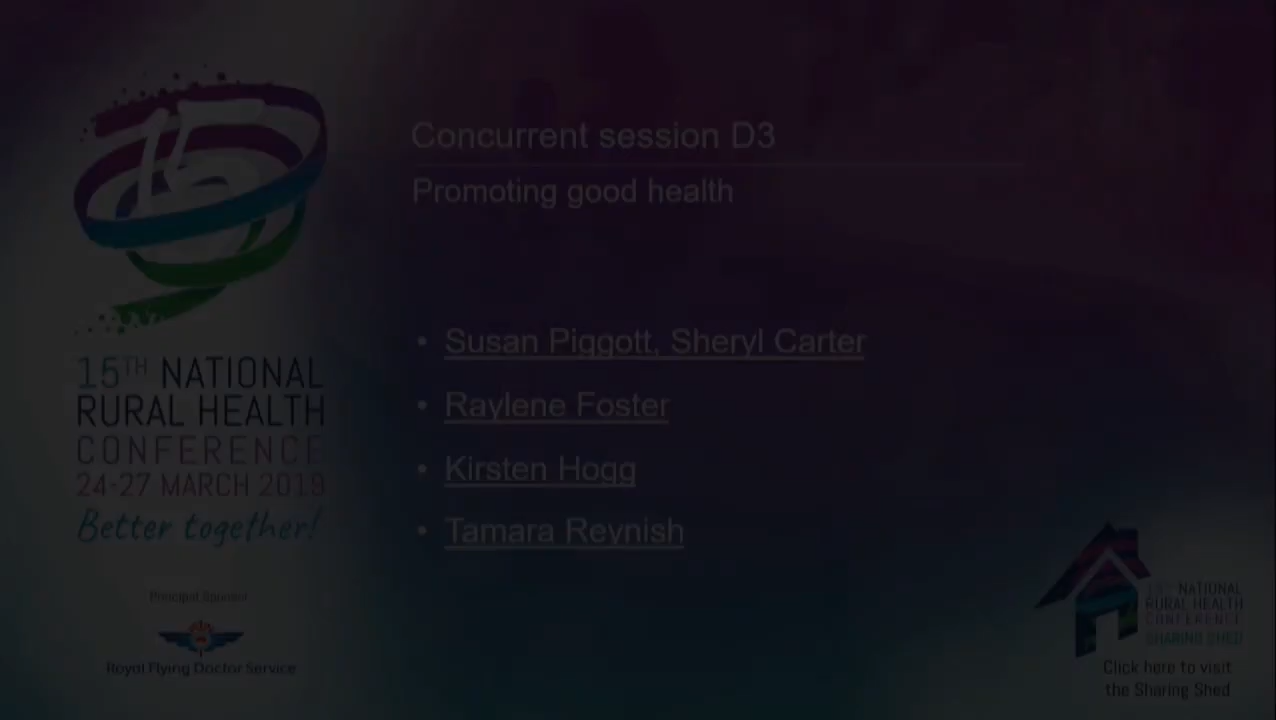 Concurrent session D3
Promoting good health
• Susan Piggott, Sheryl Carter
• Raylene Foster
• Kirsten Hogg
• Tamara Reynish
15
15TH NATIONAL
RURAL HEALTH
CONFERENCE
24-27 MARCH 2019
Better together!
Principal Sponsor
Royal Flying Doctor Service
15TH NATIONAL
RURAL HEALTH
CONFERENCE
SHARING SHED
Click here to visit
the Sharing Shed